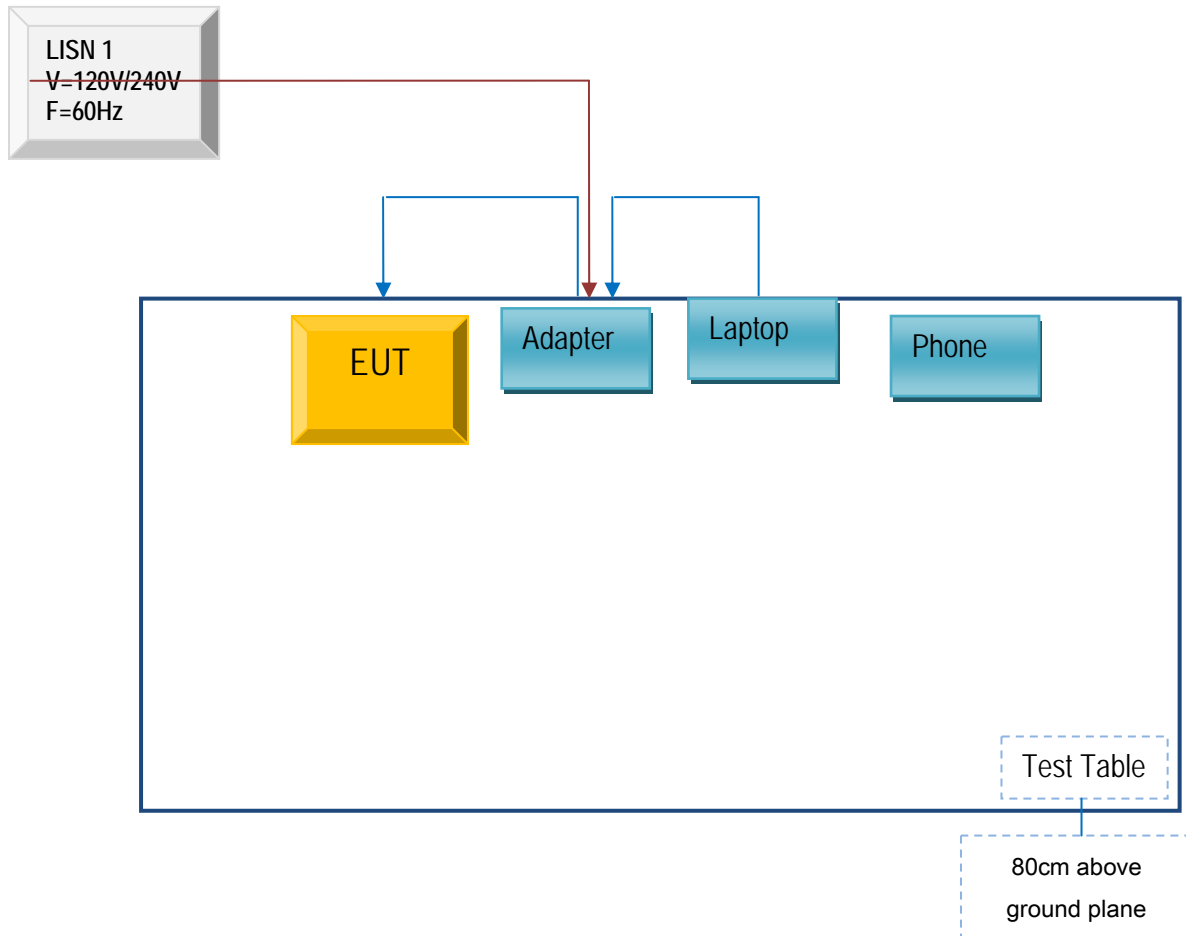 LISN 1
V=120V/240V
F=60Hz
EUT
Adapter
Laptop
Phone
Test Table
80cm above
ground plane